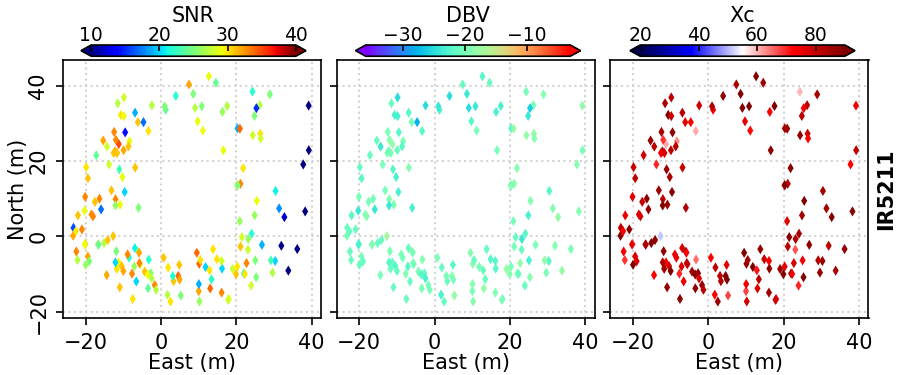 SNR DBV Xc
10 20 30 40 −30 −20 −10 20 40 60 80
40
20
0
−20
North (m)
IR5211
−20 0 20 40 −20 0 20 40 −20 0 20 40
East (m) East (m) East (m)